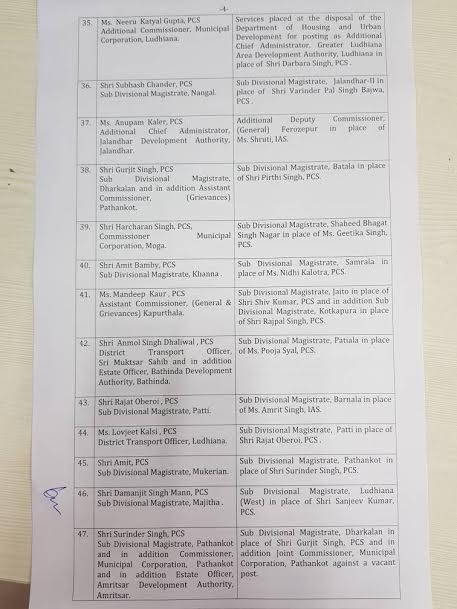 -4-
35. Ms. Neeru Katyal Gupta, PCS
Additional Commissioner, Municipal
Corporation, Ludhiana.
Services placed at the disposal of the
Department of Housing and Urban
Development for posting as Additional
Chief Administrator, Greater Ludhiana
Area Development Authority, Ludhiana in
place of Shri Darbara Singh, PCS .
36. Shri Subhash Chander, PCS
Sub Divisional Magistrate, Nangal.
Sub Divisional Magistrate, Jalandhar-II in
place of Shri Varinder Pal Singh Bajwa,
PCS .
37. Ms. Anupam Kaler, PCS
Additional Chief Administrator,
Jalandhar Development Authority,
Jalandhar.
Additional Deputy Commissioner,
(General) Ferozepur in place of
Ms. Shruti, IAS.
38. Shri Gurjit Singh, PCS
Sub Divisional Magistrate,
Dharkalan and in addition Assistant
Commissioner, (Grievances)
Pathankot.
Sub Divisional Magistrate, Batala in place
of Shri Pirthi Singh, PCS.
39. Shri Harcharan Singh, PCS,
Commissioner Municipal
Corporation, Moga.
Sub Divisional Magistrate, Shaheed Bhagat
Singh Nagar in place of Ms. Geetika Singh,
PCS.
40. Shri Amit Bamby, PCS
Sub Divisional Magistrate, Khanna .
Sub Divisional Magistrate, Samrala in
place of Ms. Nidhi Kalotra, PCS.
41. Ms. Mandeep Kaur , PCS
Assistant Commissioner, (General &
Grievances) Kapurthala.
Sub Divisional Magistrate, Jaito in place of
Shri Shiv Kumar, PCS and in addition Sub
Divisional Magistrate, Kotkapura in place
of Shri Rajpal Singh, PCS.
42. Shri Anmol Singh Dhaliwal , PCS
District Transport Officer,
Sri Muktsar Sahib and in addition
Estate Officer, Bathinda Development
Authority, Bathinda.
Sub Divisional Magistrate, Patiala in place
of Ms. Pooja Syal, PCS.
43. Shri Rajat Oberoi , PCS
Sub Divisional Magistrate, Patti.
Sub Divisional Magistrate, Barnala in place
of Ms. Amrit Singh, IAS.
44. Ms. Lovjeet Kalsi , PCS
District Transport Officer, Ludhiana.
Sub Divisional Magistrate, Patti in place of
Shri Rajat Oberoi, PCS .
45. Shri Amit, PCS
Sub Divisional Magistrate, Mukerian.
Sub Divisional Magistrate, Pathankot in
place of Shri Surinder Singh, PCS.
46. Shri Damanjit Singh Mann, PCS
Sub Divisional Magistrate, Majitha .
Sub Divisional Magistrate, Ludhiana
(West) in place of Shri Sanjeev Kumar,
PCS.
47. Shri Surinder Singh, PCS
Sub Divisional Magistrate, Pathankot
and in addition Commissioner,
Municipal Corporation, Pathankot
and in addition Estate Officer,
Amritsar Development Authority,
Amritsar.
Sub Divisional Magistrate, Dharkalan in
place of Shri Gurjit Singh, PCS and in
addition Joint Commissioner, Municipal
Corporation, Pathankot against a vacant
post.